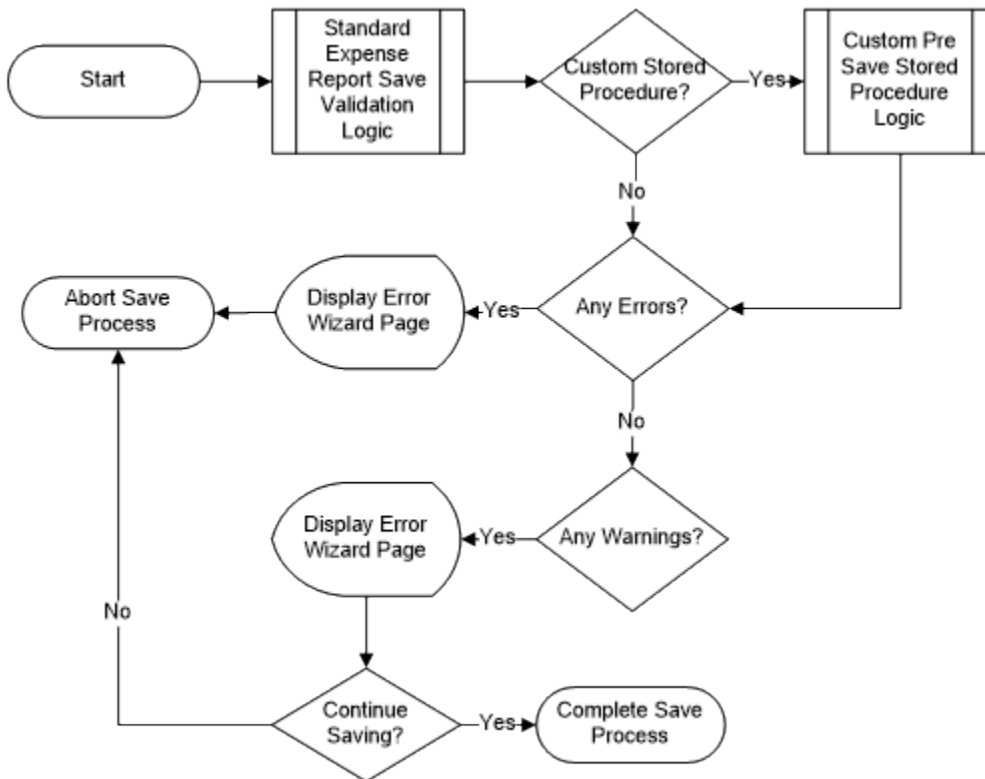 Start
Standard
Expense
Report Save
Validation
Logic
Custom Stored
Procedure?
Yes
Custom Pre
Save Stored
Procedure
Logic
No
Abort Save
Process
Display Error
Wizard Page
Yes
Any Errors?
No
Display Error
Wizard Page
Yes
Any Warnings?
No
Continue
Saving?
Yes
Complete Save
Process